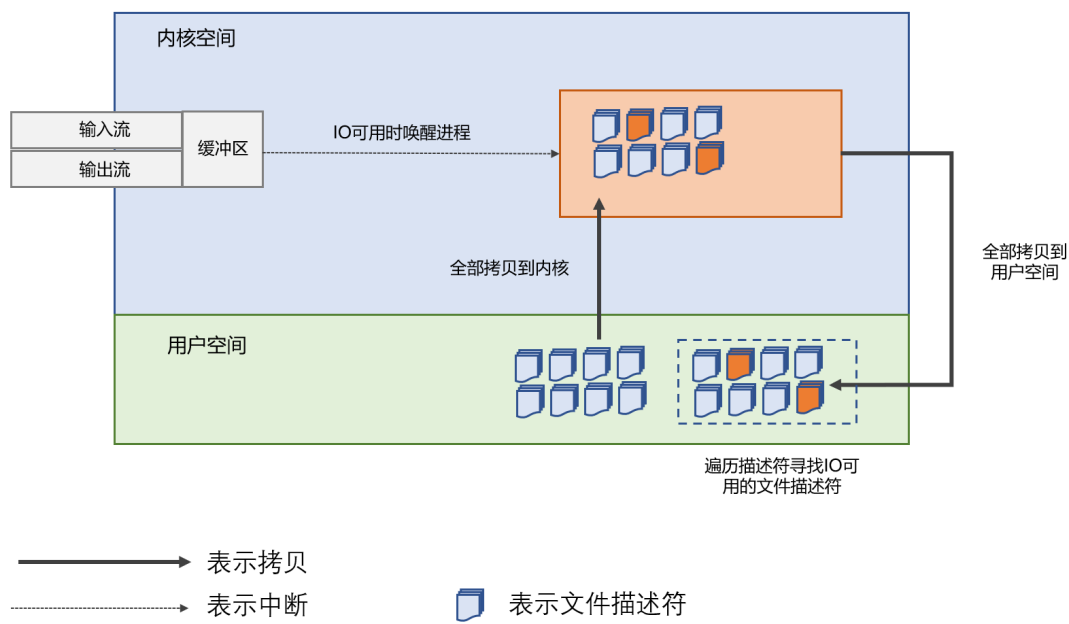 内核空间
输入流
输出流
缓冲区
IO可用时唤醒进程
全部拷贝到内核
全部拷贝到
用户空间
用户空间
遍历描述符寻找IO可
用的文件描述符
表示拷贝
表示中断
表示文件描述符